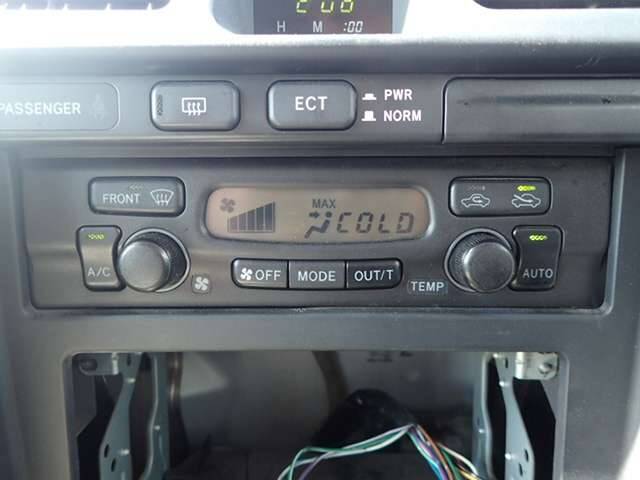 H M :00
PASSENGER
ECT
PWR
NORM
FRONT
MAX
COLD
A/C
OFF
MODE
OUT/T
TEMP
AUTO